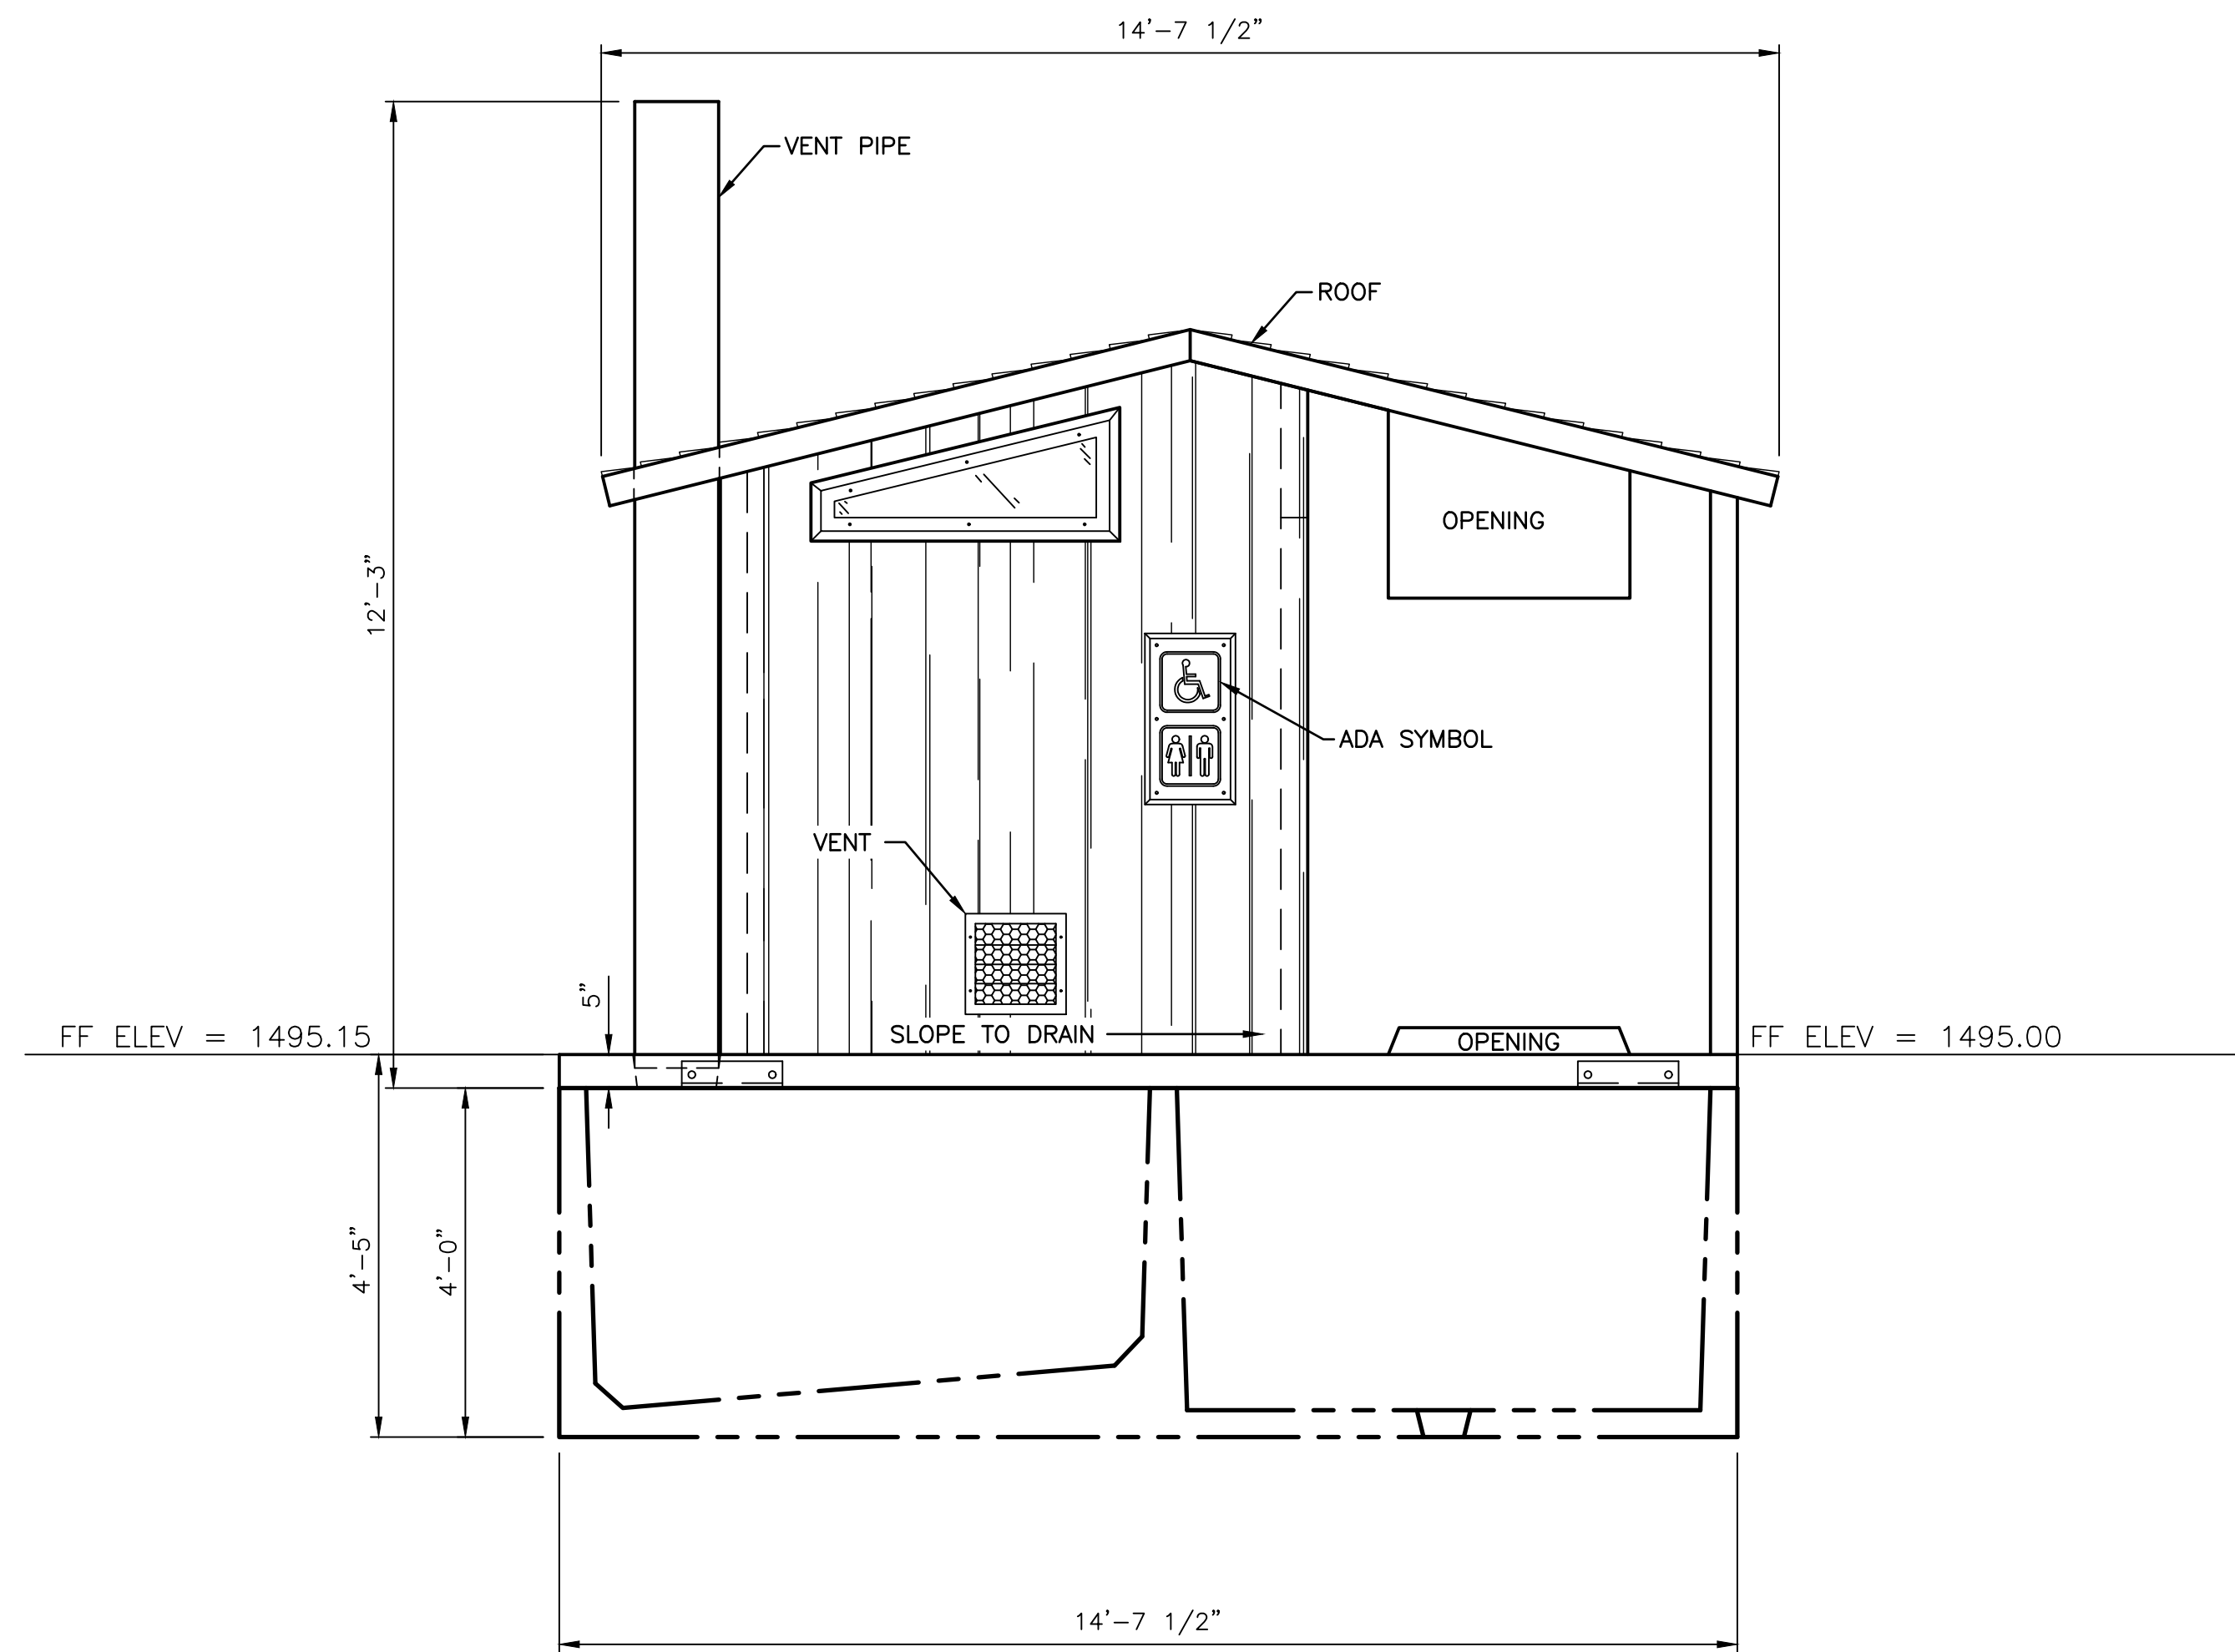 14'-7 1/2"
VENT PIPE
ROOF
OPENING
12'-3"
ADA SYMBOL
VENT
5"
SLOPE TO DRAIN
FF ELEV = 1495.15
OPENING
FF ELEV = 1495.00
4'-5"
4'-0"
14'-7 1/2"